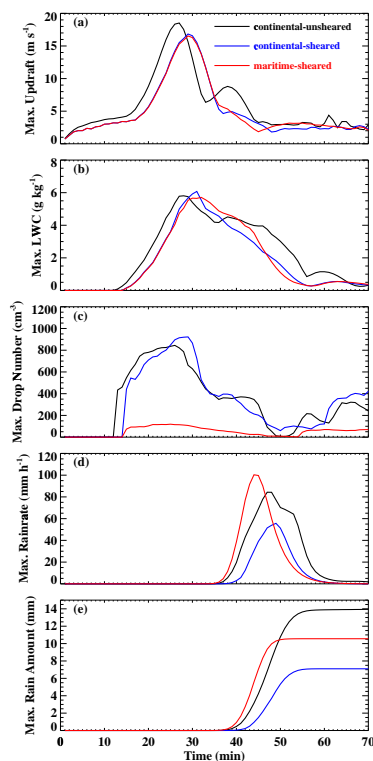 (a)
continental-unsheared
continental-sheared
maritime-sheared
Max. Updraft (m s⁻¹)
20
15
10
5
0
(b)
Max. LWC (g kg⁻¹)
8
6
4
2
0
(c)
Max. Drop Number (cm⁻³)
1200
1000
800
600
400
200
0
(d)
Max. Rainrate (mm h⁻¹)
120
100
80
60
40
20
0
(e)
Max. Rain Amount (mm)
14
12
10
8
6
4
2
0
0 10 20 30 40 50 60 70
Time (min)